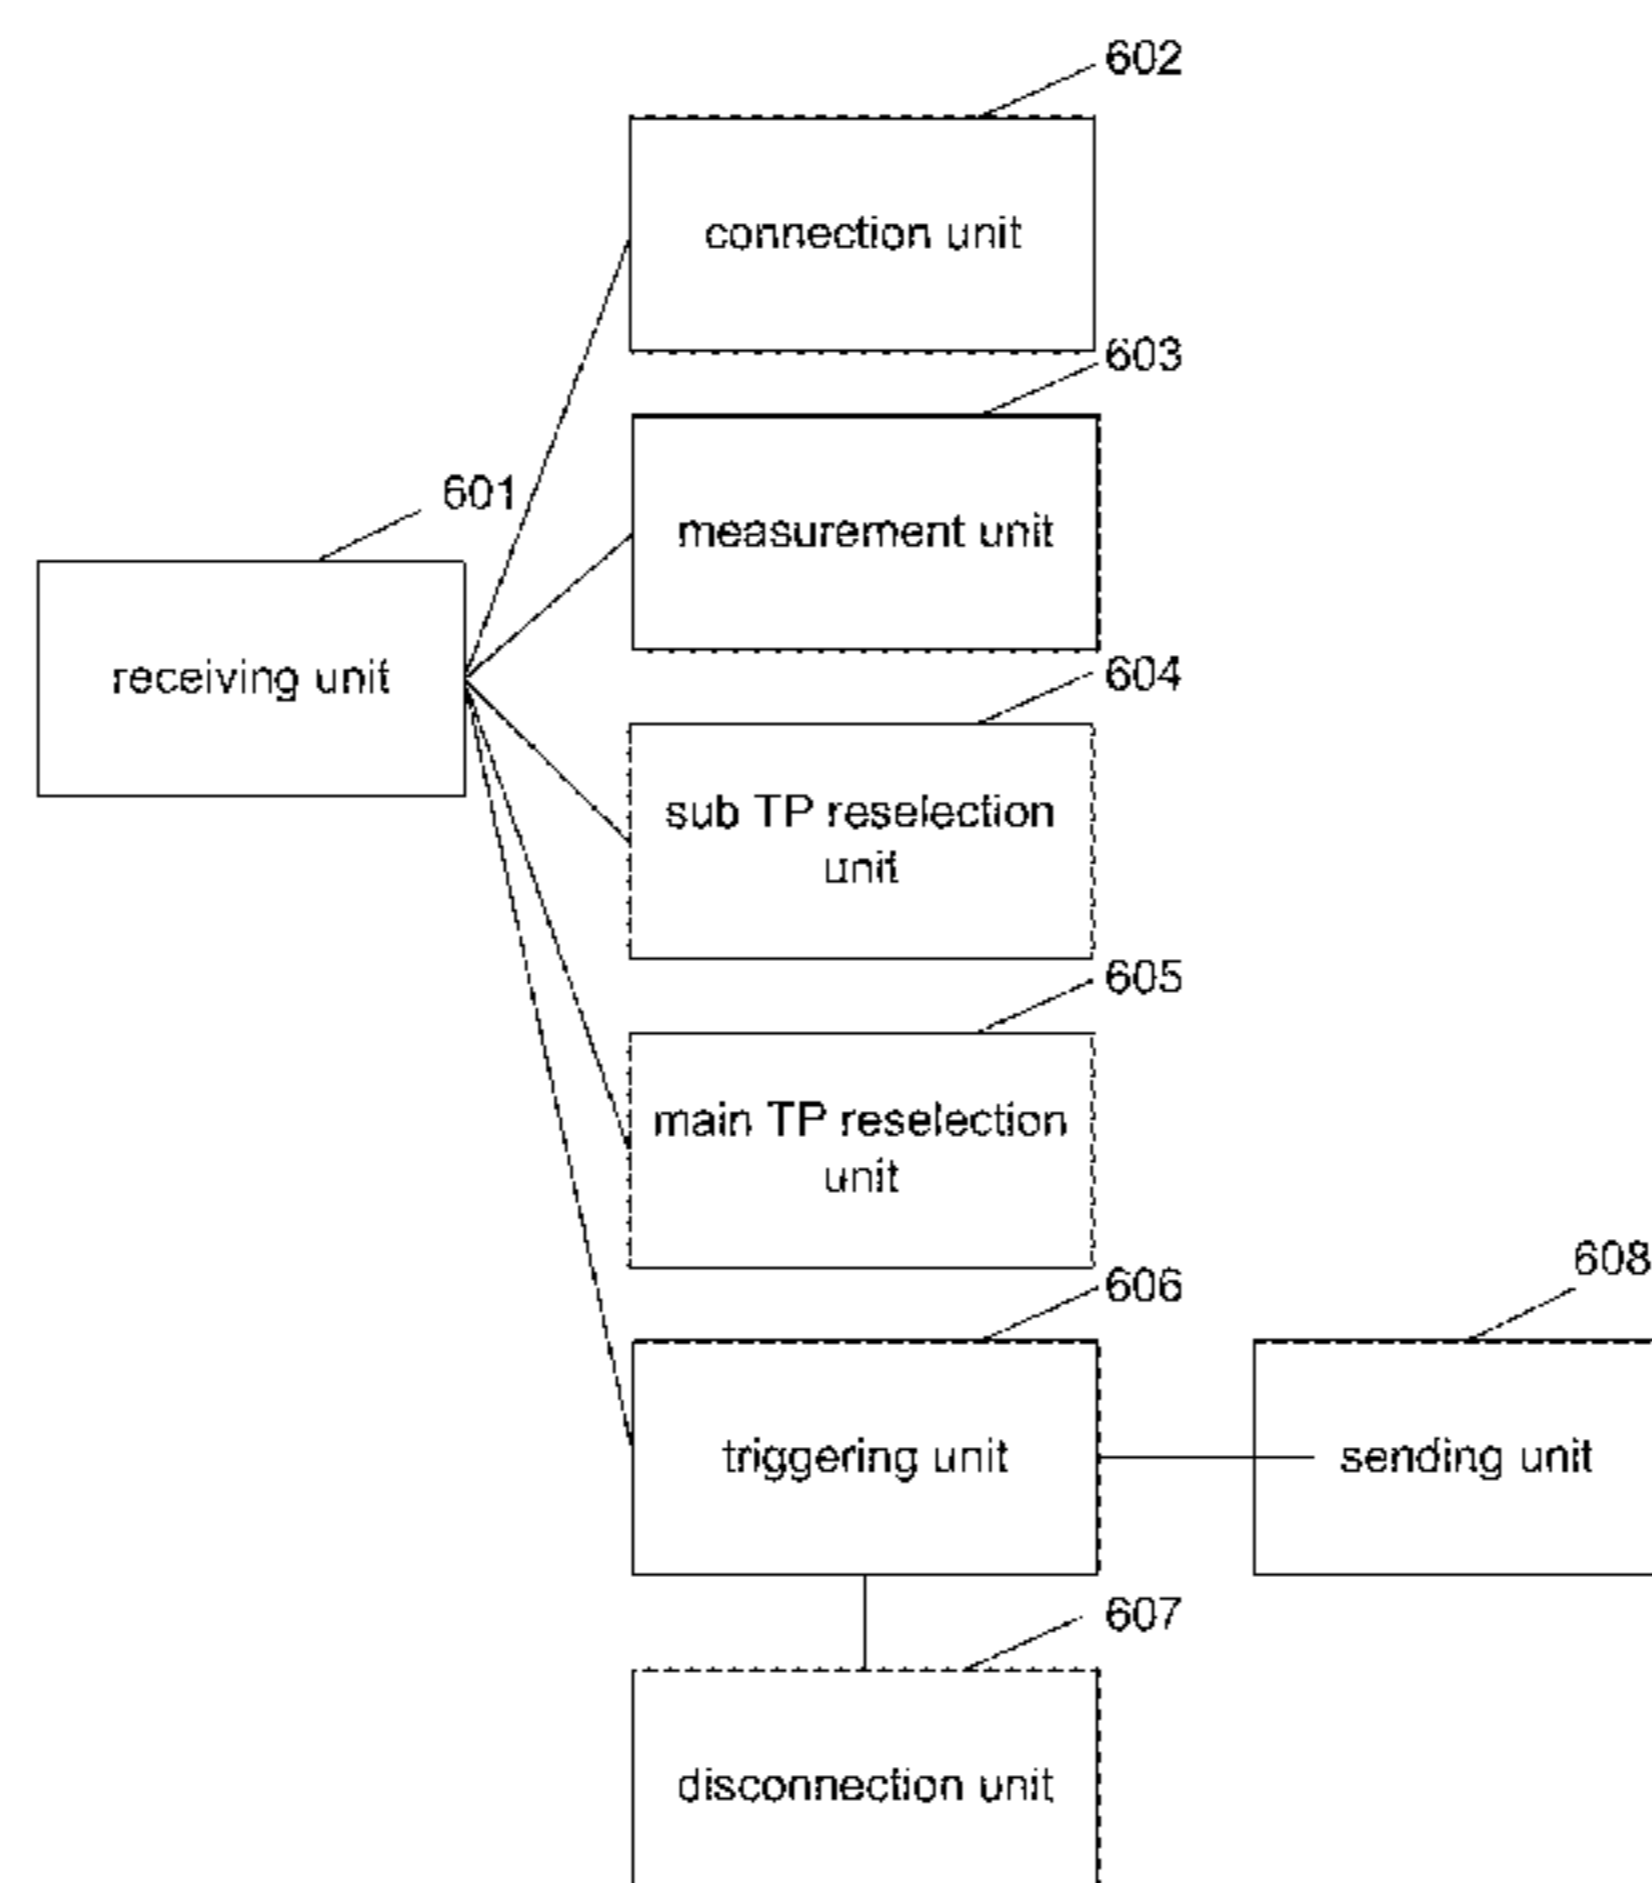 602
connection unit
603
measurement unit
601
receiving unit
604
sub TP reselection
unit
605
main TP reselection
unit
606
608
triggering unit
sending unit
607
disconnection unit